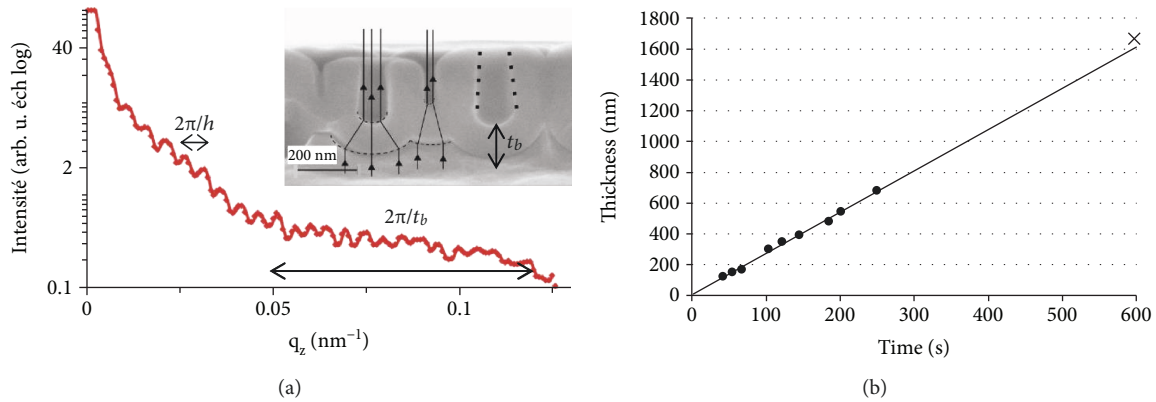 Intensité (arb. u. éch log)
40
2
0.1
0
0.05
0.1
q_z (nm⁻¹)
2π/h
2π/t_b
200 nm
t_b
(a)
Thickness (nm)
1800
1600
1400
1200
1000
800
600
400
200
0
0
100
200
300
400
500
600
Time (s)
(b)